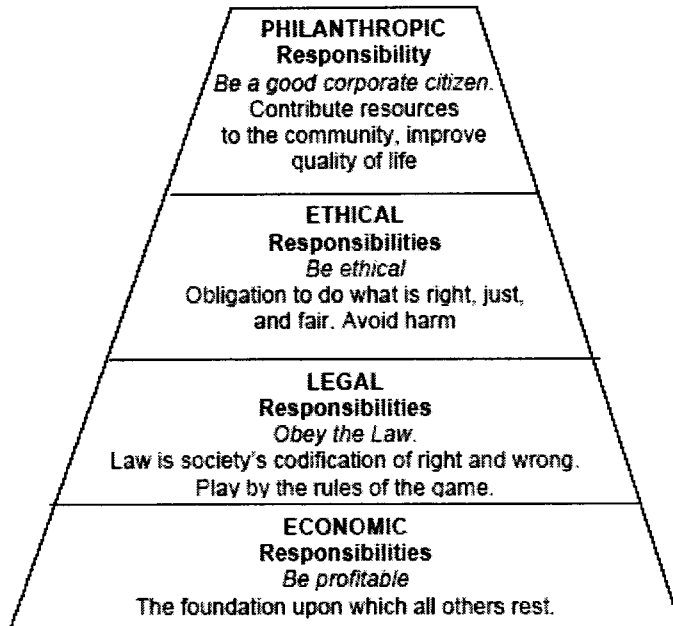 PHILANTHROPIC
Responsibility
Be a good corporate citizen.
Contribute resources
to the community, improve
quality of life
ETHICAL
Responsibilities
Be ethical
Obligation to do what is right, just,
and fair. Avoid harm
LEGAL
Responsibilities
Obey the Law.
Law is society's codification of right and wrong.
Play by the rules of the game.
ECONOMIC
Responsibilities
Be profitable
The foundation upon which all others rest.